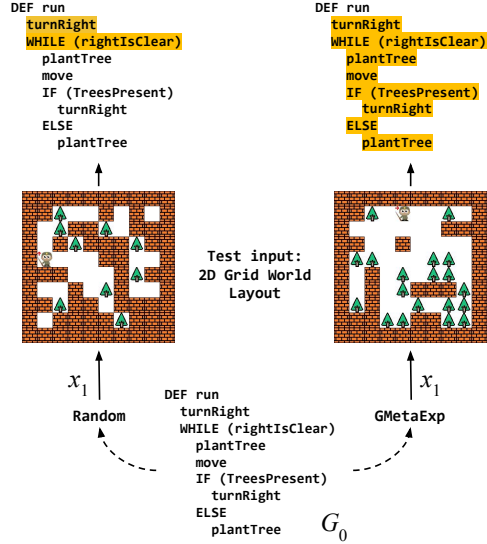 DEF run
turnRight
WHILE (rightIsClear)
plantTree
move
IF (TreesPresent)
turnRight
ELSE
plantTree
DEF run
turnRight
WHILE (rightIsClear)
plantTree
move
IF (TreesPresent)
turnRight
ELSE
plantTree
Test input:
2D Grid World
Layout
x1
Random
x1
GMetaExp
DEF run
turnRight
WHILE (rightIsClear)
plantTree
move
IF (TreesPresent)
turnRight
ELSE
plantTree
G0